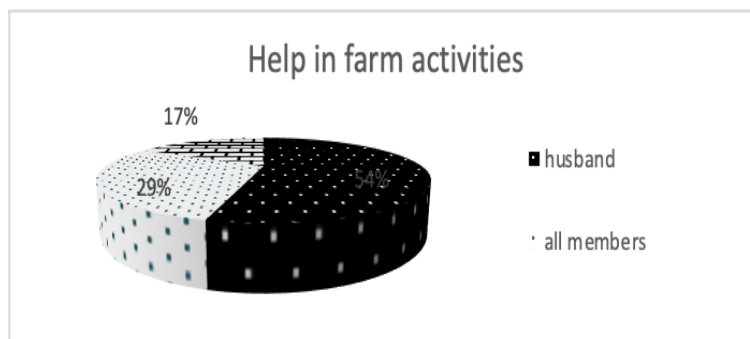 Help in farm activities
17%
54%
29%
husband
all members